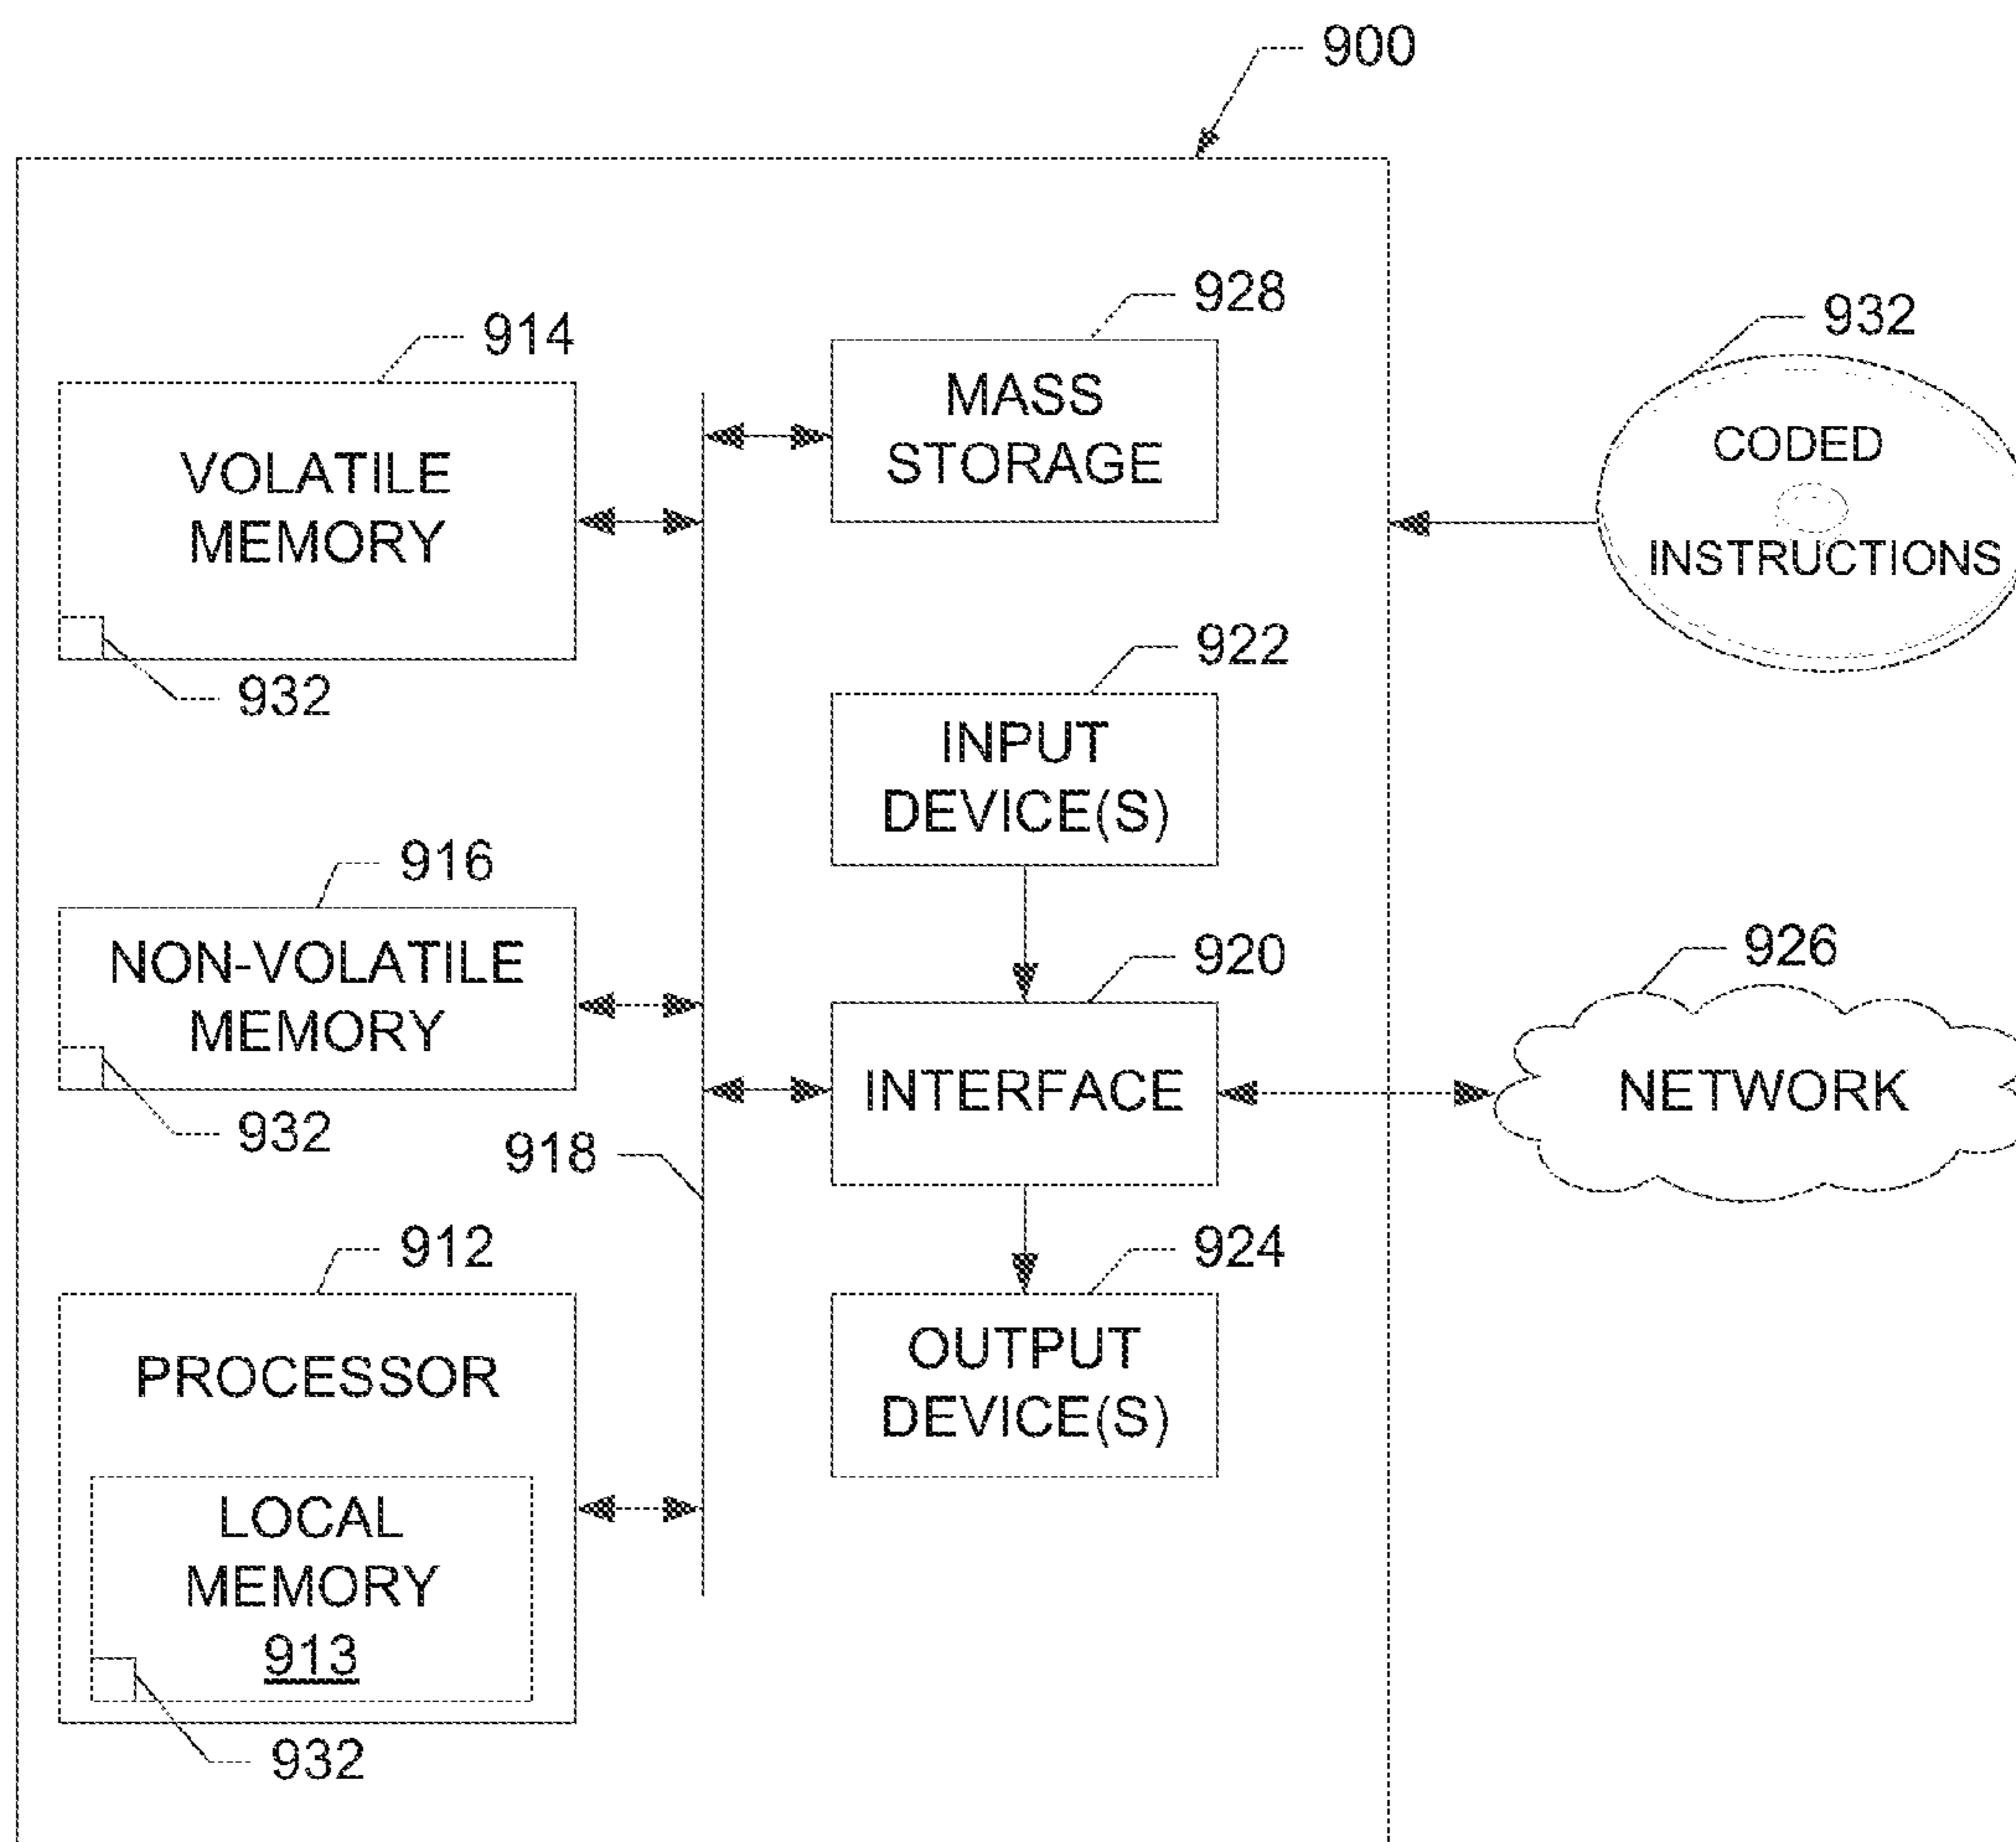 900
914
VOLATILE
MEMORY
932
916
NON-VOLATILE
MEMORY
932
918
912
PROCESSOR
LOCAL
MEMORY
913
932
928
MASS
STORAGE
922
INPUT
DEVICE(S)
920
INTERFACE
924
OUTPUT
DEVICE(S)
932
CODED
INSTRUCTIONS
926
NETWORK